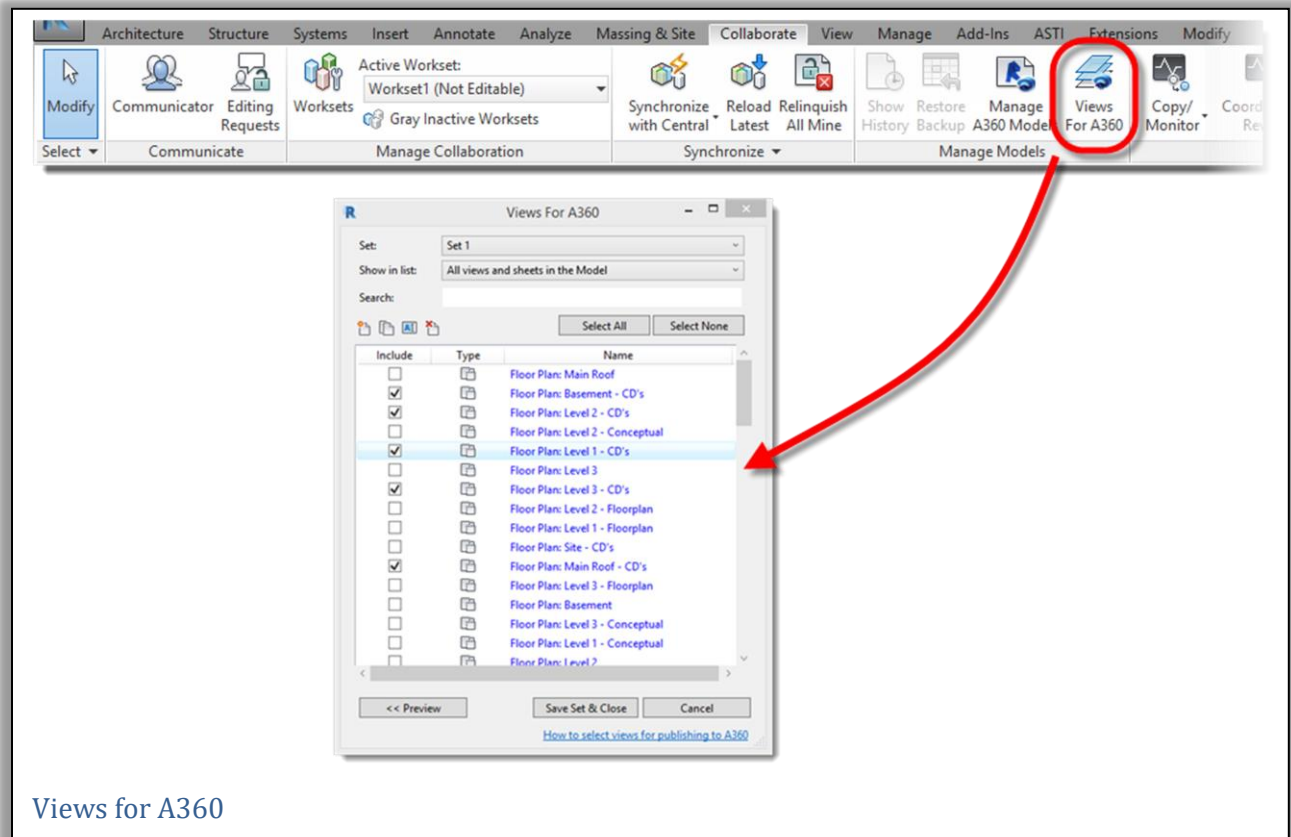 Architecture Structure Systems Insert Annotate Analyze Massing & Site Collaborate View Manage Add-Ins ASTI Extensions Modify
Modify
Communicator
Editing
Requests
Worksets
Active Workset:
Workset1 (Not Editable)
Gray Inactive Worksets
Synchronize
with Central
Reload
Latest
Relinquish
All Mine
Show
History
Restore
Backup
Manage
A360 Models
Views
For A360
Copy/
Monitor
Select
Communicate
Manage Collaboration
Synchronize
Manage Models
R
Views For A360
Set: Set 1
Show in list: All views and sheets in the Model
Search:
Select All Select None
Include Type Name
Floor Plan: Main Roof
Floor Plan: Basement - CD's
Floor Plan: Level 2 - CD's
Floor Plan: Level 2 - Conceptual
Floor Plan: Level 1 - CD's
Floor Plan: Level 3
Floor Plan: Level 3 - CD's
Floor Plan: Level 2 - Floorplan
Floor Plan: Level 1 - Floorplan
Floor Plan: Site - CD's
Floor Plan: Main Roof - CD's
Floor Plan: Level 3 - Floorplan
Floor Plan: Basement
Floor Plan: Level 3 - Conceptual
Floor Plan: Level 1 - Conceptual
Floor Plan: Level 2
<< Preview Save Set & Close Cancel
How to select views for publishing to A360
Views for A360